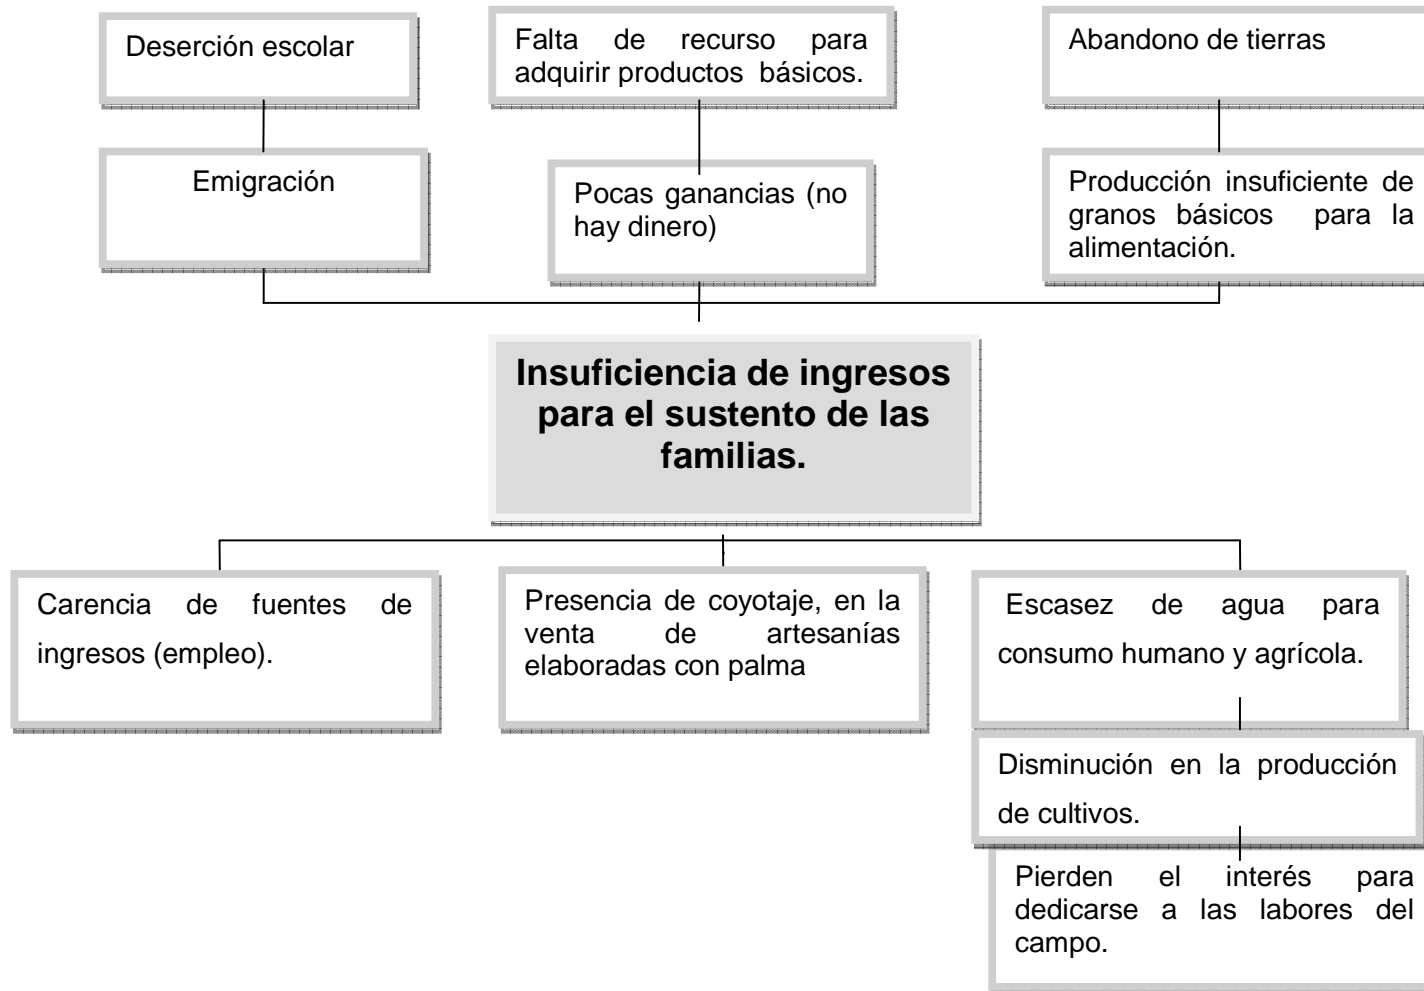 Deserción escolar
Falta de recurso para
adquirir productos básicos.
Abandono de tierras
Emigración
Pocas ganancias (no
hay dinero)
Producción insuficiente de
granos básicos para la
alimentación.
Insuficiencia de ingresos
para el sustento de las
familias.
Carencia de fuentes de
ingresos (empleo).
Presencia de coyotaje, en la
venta de artesanías
elaboradas con palma
Escasez de agua para
consumo humano y agrícola.
Disminución en la producción
de cultivos.
Pierden el interés para
dedicarse a las labores del
campo.